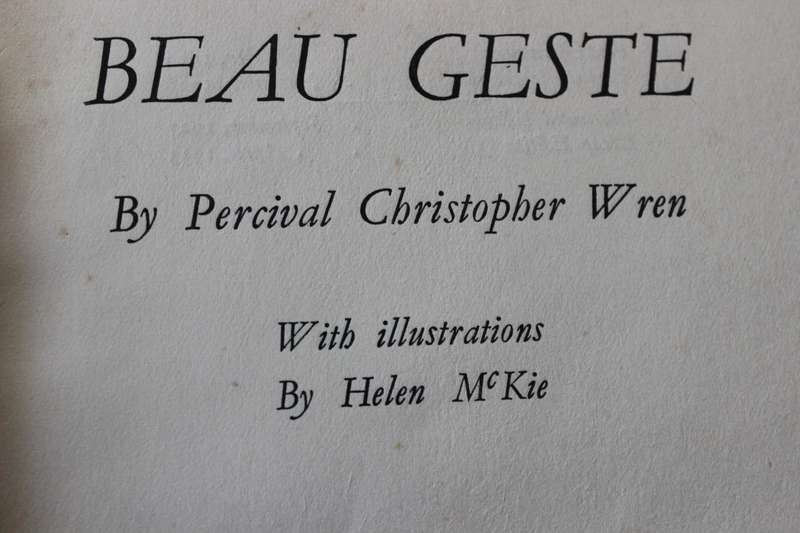 BEAU GESTE
By Percival Christopher Wren
With illustrations
By Helen McKie